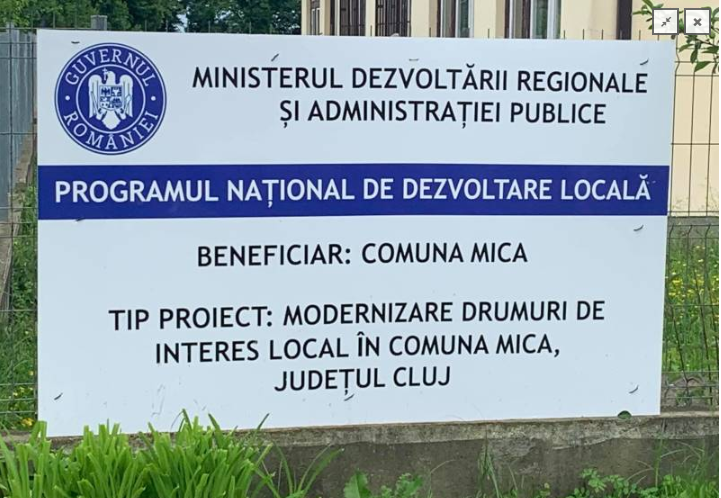 GUVERNUL ROMÂNIEI
MINISTERUL DEZVOLTĂRII REGIONALE
ȘI ADMINISTRAȚIEI PUBLICE
PROGRAMUL NAȚIONAL DE DEZVOLTARE LOCALĂ
BENEFICIAR: COMUNA MICA
TIP PROIECT: MODERNIZARE DRUMURI DE
INTERES LOCAL ÎN COMUNA MICA,
JUDEȚUL CLUJ